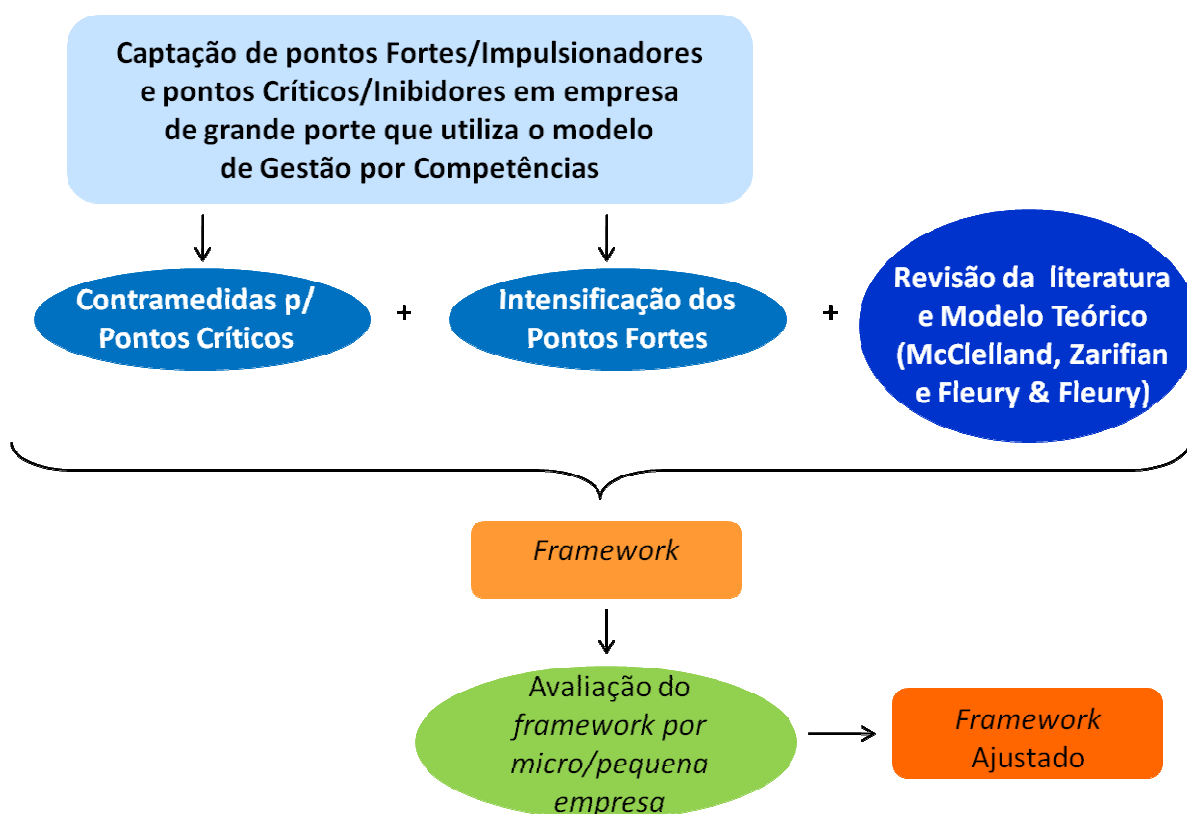 Captação de pontos Fortes/Impulsionadores
e pontos Críticos/Inibidores em empresa
de grande porte que utiliza o modelo
de Gestão por Competências
Contramedidas p/
Pontos Críticos
+
Intensificação dos
Pontos Fortes
+
Revisão da literatura
e Modelo Teórico
(McClelland, Zarifian
e Fleury & Fleury)
Framework
Avaliação do
framework por
micro/pequena
empresa
Framework
Ajustado